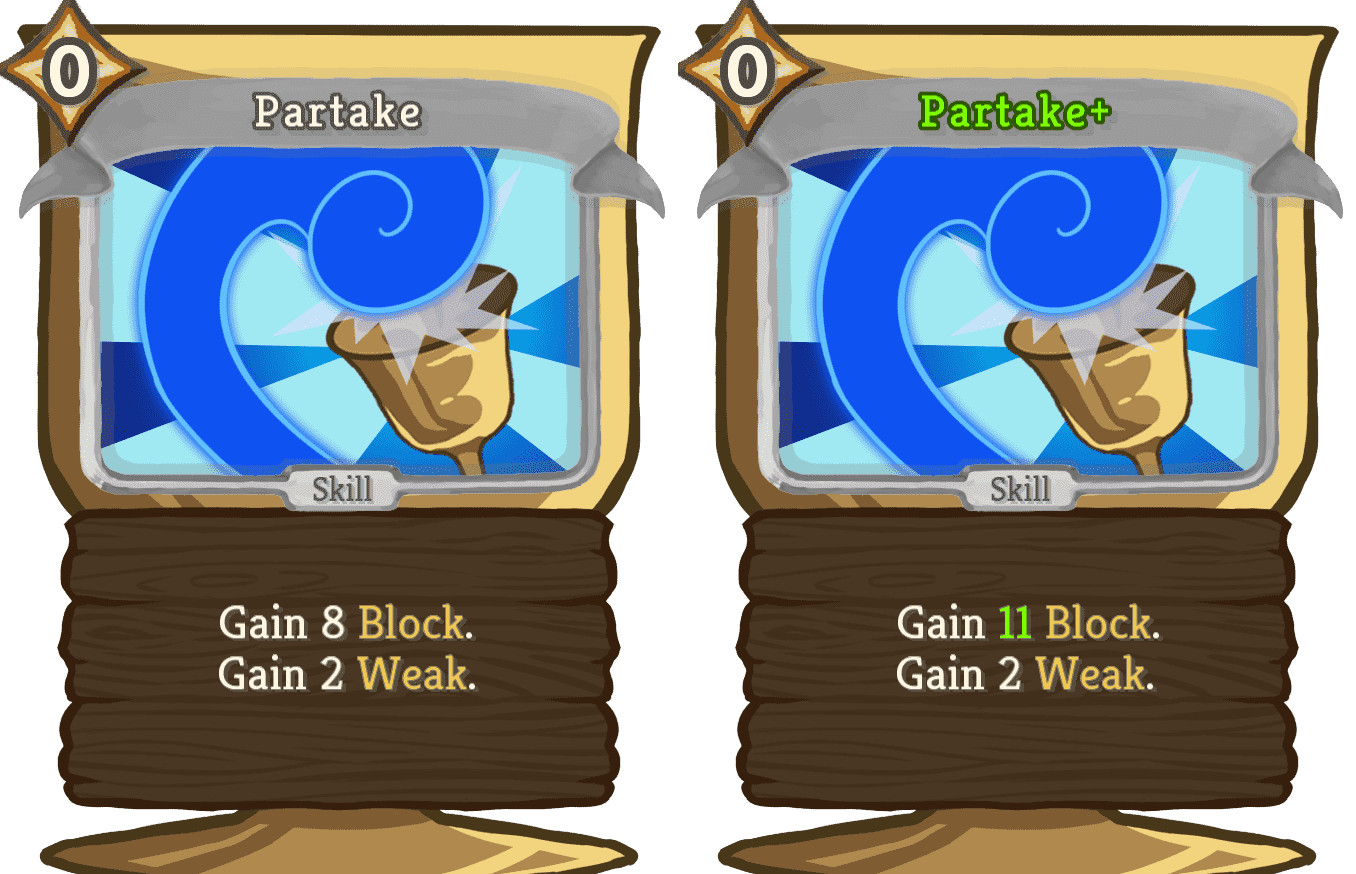 0
Partake
Skill
Gain 8 Block.
Gain 2 Weak.
0
Partake+
Skill
Gain 11 Block.
Gain 2 Weak.